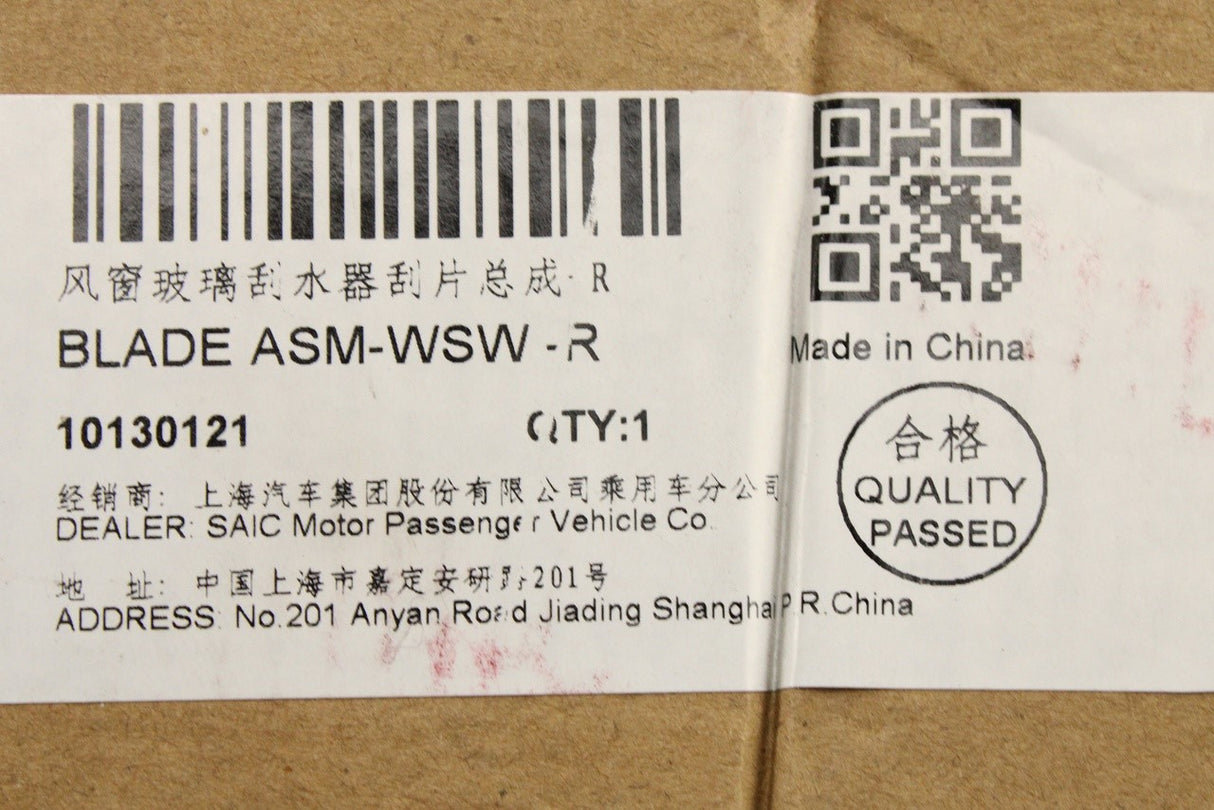 风窗玻璃刮水器刮片总成-R
BLADE ASM-WSW -R
10130121
QTY:1
经销商: 上海汽车集团股份有限公司乘用车分公司
DEALER: SAIC Motor Passenger Vehicle Co.
地 址: 中国上海市嘉定安研路201号
ADDRESS: No.201 Anyan Road Jiading Shanghai P.R.China
Made in China
合格
QUALITY
PASSED